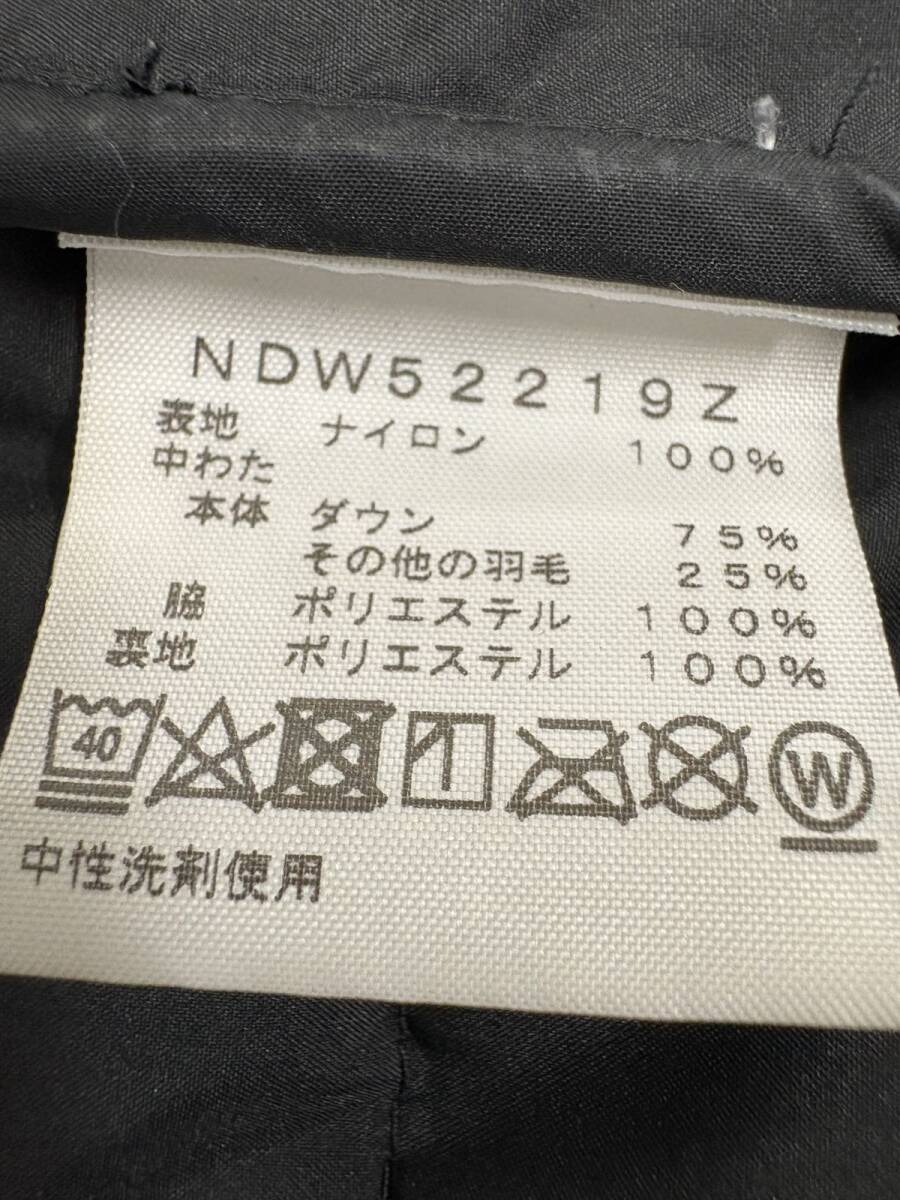 NDW52219Z
表地 ナイロン 100%
中わた
本体 ダウン 75%
その他の羽毛 25%
脇 ポリエステル 100%
裏地 ポリエステル 100%
40 W
中性洗剤使用